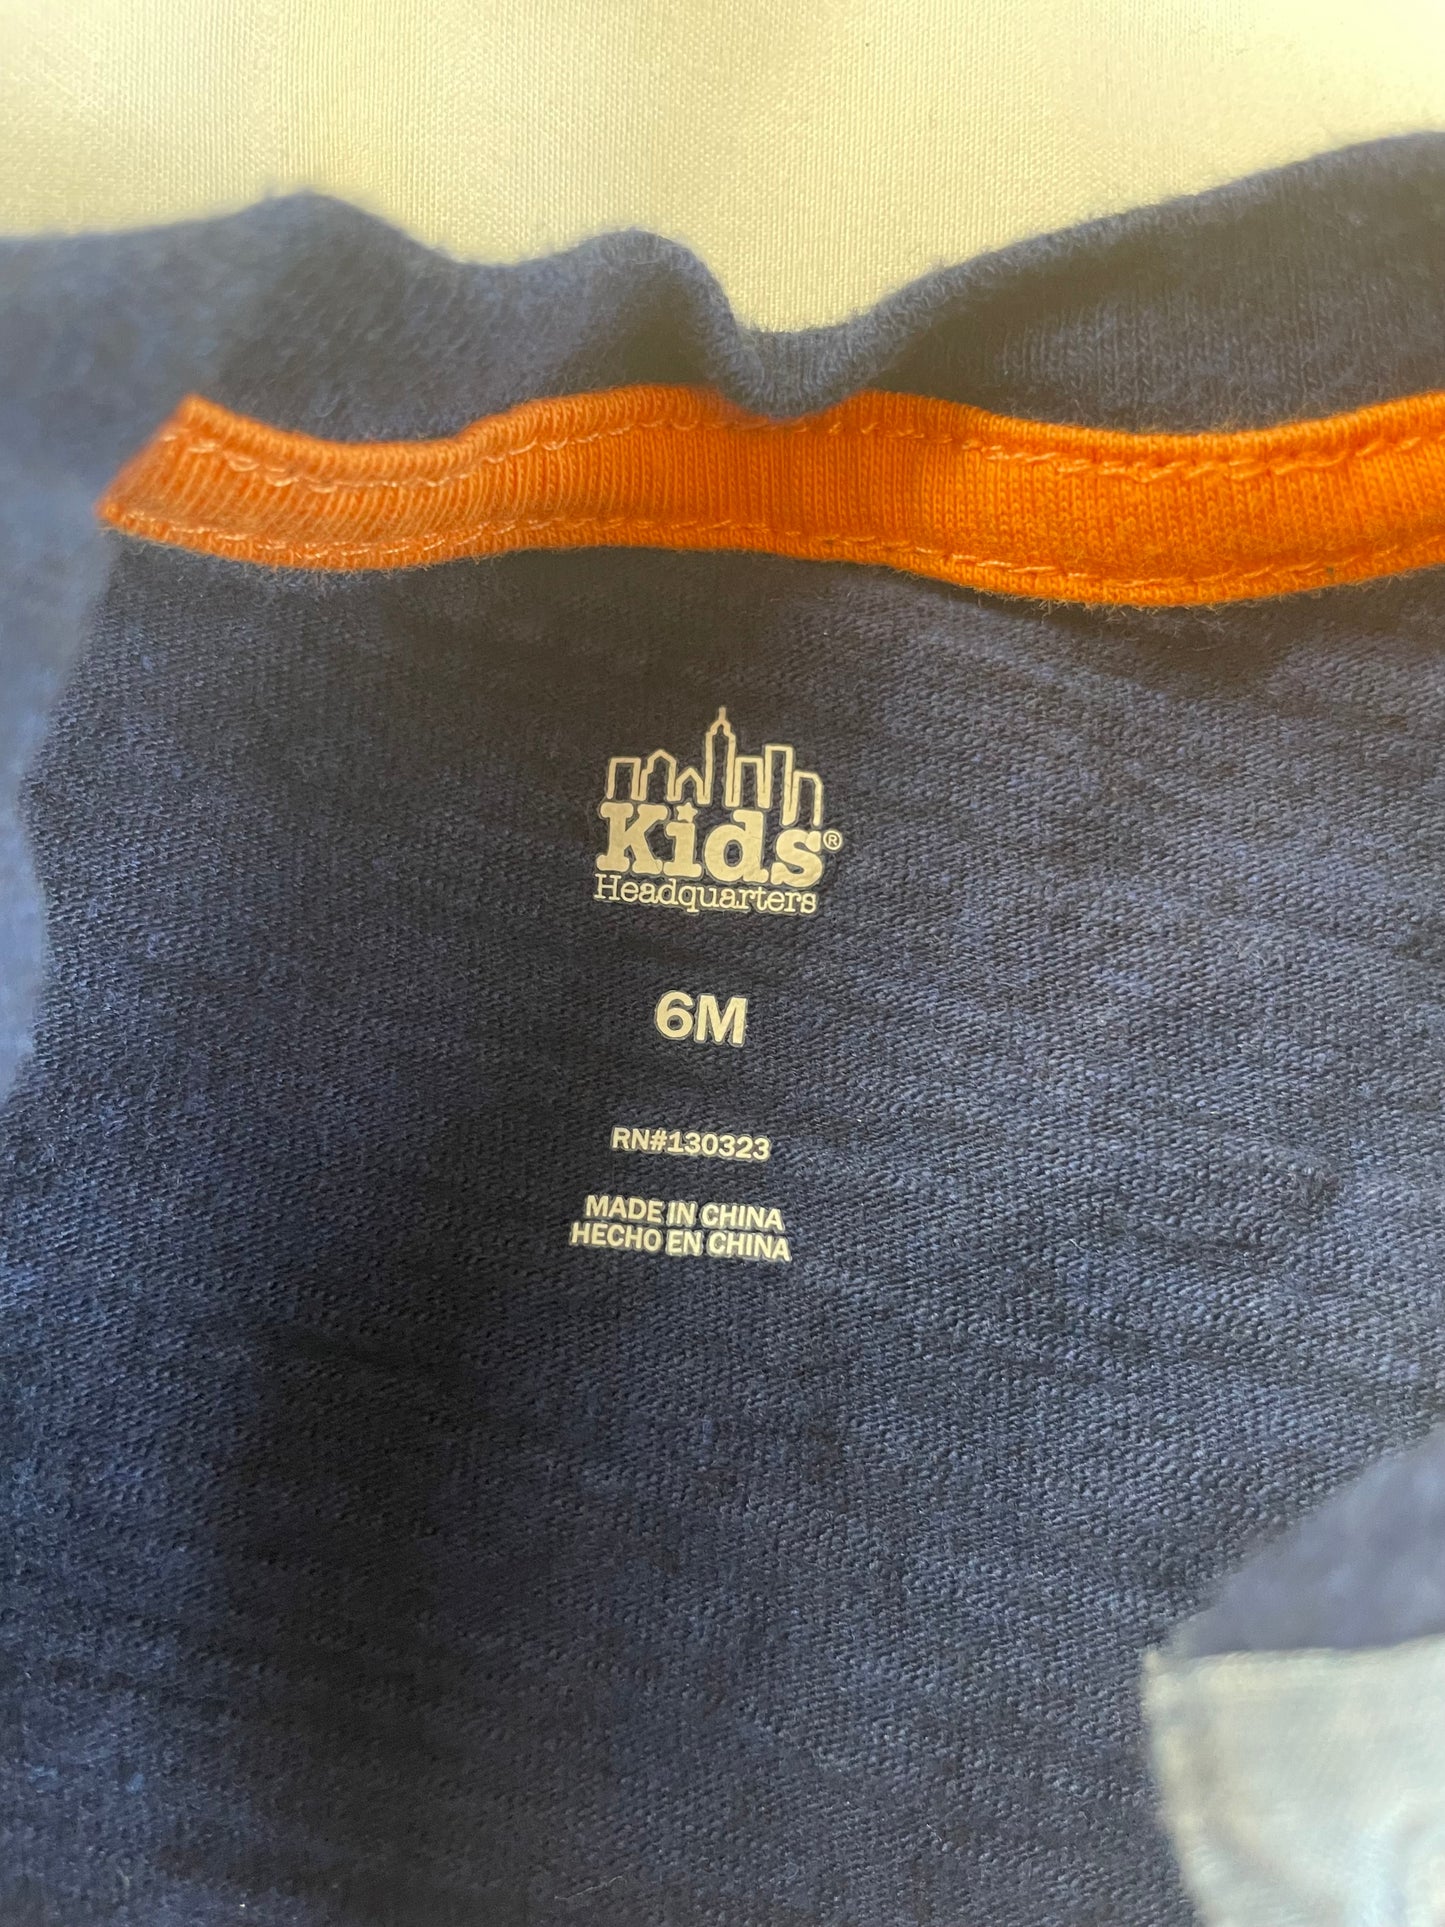 Kids®
Headquarters
6M
RN#130323
MADE IN CHINA
HECHO EN CHINA